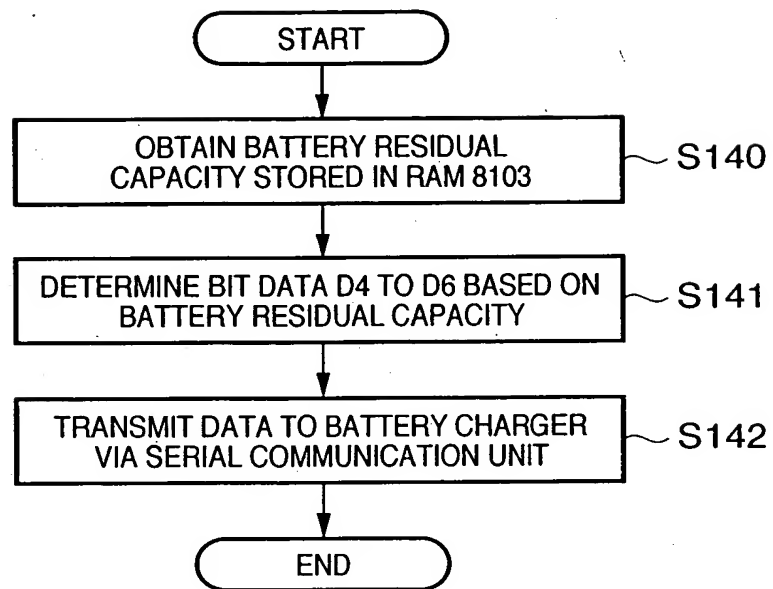 START
OBTAIN BATTERY RESIDUAL
CAPACITY STORED IN RAM 8103
S140
DETERMINE BIT DATA D4 TO D6 BASED ON
BATTERY RESIDUAL CAPACITY
S141
TRANSMIT DATA TO BATTERY CHARGER
VIA SERIAL COMMUNICATION UNIT
S142
END